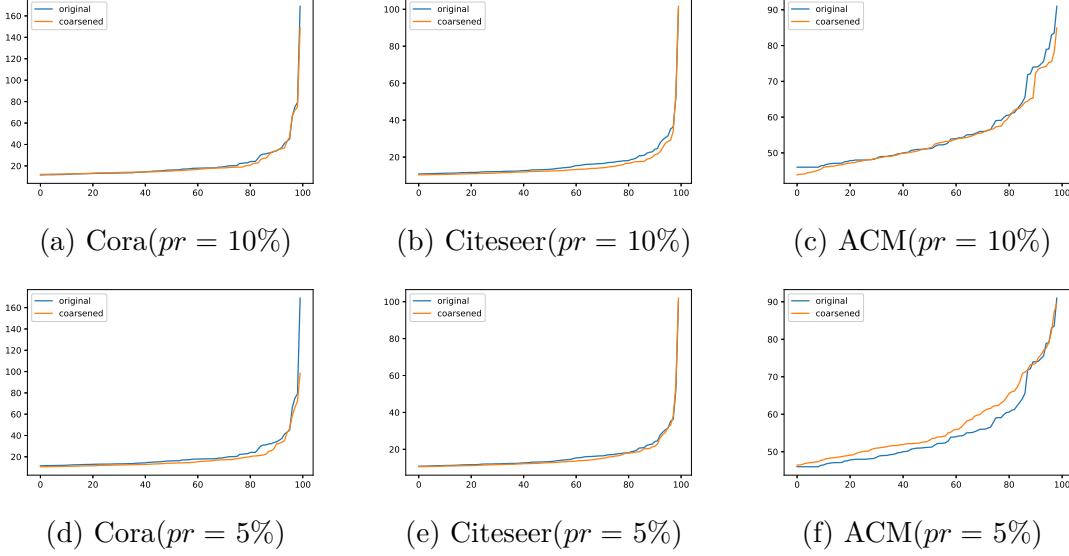 original
coarsened
160
140
120
100
80
60
40
20
0 20 40 60 80 100
(a) Cora(pr = 10%)
original
coarsened
100
80
60
40
20
0 20 40 60 80 100
(b) Citeseer(pr = 10%)
original
coarsened
90
80
70
60
50
0 20 40 60 80 100
(c) ACM(pr = 10%)
original
coarsened
160
140
120
100
80
60
40
20
0 20 40 60 80 100
(d) Cora(pr = 5%)
original
coarsened
100
80
60
40
20
0 20 40 60 80 100
(e) Citeseer(pr = 5%)
original
coarsened
90
80
70
60
50
0 20 40 60 80 100
(f) ACM(pr = 5%)